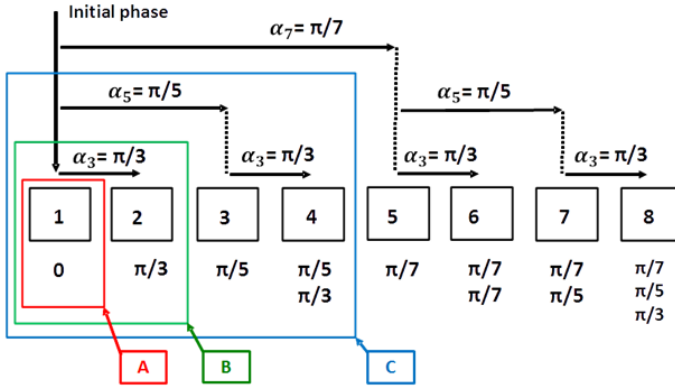 Initial phase
α₇= π/7
α₅= π/5
α₅= π/5
α₃= π/3
α₃= π/3
α₃= π/3
α₃= π/3
1 2 3 4 5 6 7 8
0 π/3 π/5 π/5 π/7 π/7 π/7 π/7
π/3 π/7 π/5 π/5
π/3
A B C